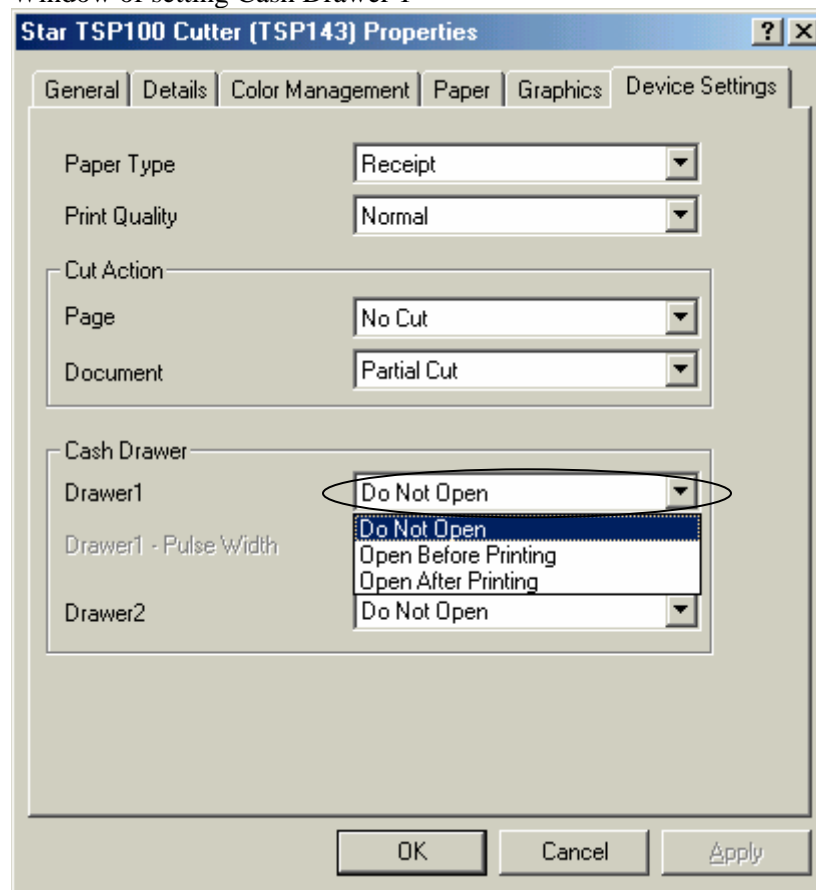 Window of setting Cash Drawer 1
Star TSP100 Cutter (TSP143) Properties ? X
General Details Color Management Paper Graphics Device Settings
Paper Type Receipt
Print Quality Normal
Cut Action
Page No Cut
Document Partial Cut
Cash Drawer
Drawer1 Do Not Open
Do Not Open
Drawer1 - Pulse Width Open Before Printing
Open After Printing
Drawer2 Do Not Open
OK Cancel Apply